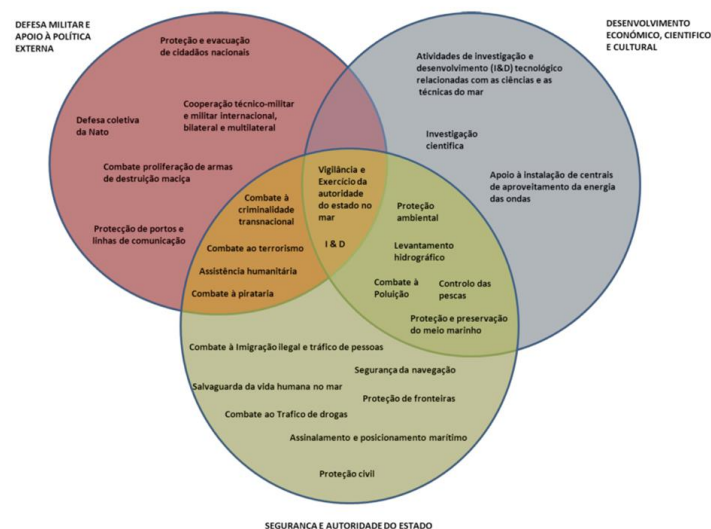 DEFESA MILITAR E
APOIO À POLÍTICA
EXTERNA
DESENVOLVIMENTO
ECONÓMICO, CIENTIFICO
E CULTURAL
Proteção e evacuação
de cidadãos nacionais
Cooperação técnico-militar
e militar internacional,
bilateral e multilateral
Defesa coletiva
da Nato
Combate proliferação de armas
de destruição maciça
Protecção de portos e
linhas de comunicação
Atividades de investigação e
desenvolvimento (I&D) tecnológico
relacionadas com as ciências e as
técnicas do mar
Investigação
científica
Apoio à instalação de centrais
de aproveitamento da energia
das ondas
Vigilância e
Exercício da
autoridade
do estado no
mar
I & D
Combate à
criminalidade
transnacional
Combate ao terrorismo
Assistência humanitária
Combate à pirataria
Proteção
ambiental
Levantamento
hidrográfico
Combate à
Poluição
Controlo das
pescas
Proteção e preservação
do meio marinho
Combate à Imigração ilegal e tráfico de pessoas
Segurança da navegação
Salvaguarda da vida humana no mar
Proteção de fronteiras
Combate ao Trafico de drogas
Assinalamento e posicionamento marítimo
Proteção civil
SEGURANÇA E AUTORIDADE DO ESTADO